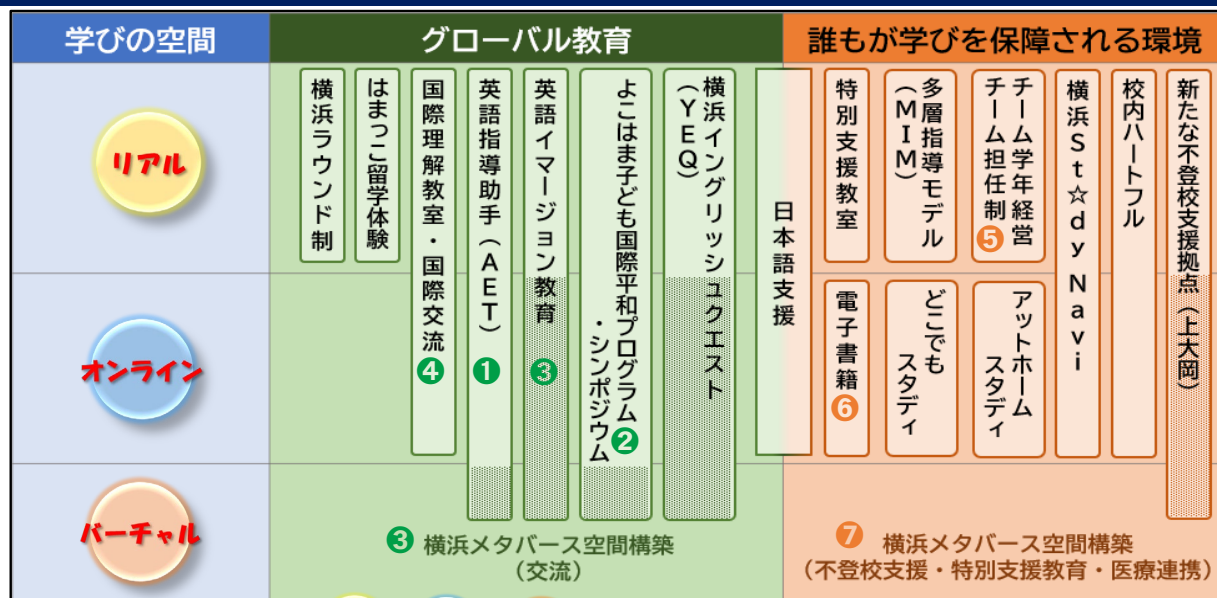 学びの空間
グローバル教育
誰もが学びを保障される環境
リアル
オンライン
バーチャル
横浜ラウンド制
はまっこ留学体験
国際理解教室・国際交流
❹
英語指導助手(AET)
❶
英語イマージョン教育
❸
よこはま子ども国際平和プログラム
・シンポジウム
❷
横浜イングリッシュクエスト
(YEQ)
日本語支援
特別支援教室
多層指導モデル
(MIM)
チーム学年経営
チーム担任制
❺
横浜St☆dy Navi
校内ハートフル
新たな不登校支援拠点(上大岡)
電子書籍
❻
どこでも
スタディ
アットホーム
スタディ
❸ 横浜メタバース空間構築
(交流)
❼ 横浜メタバース空間構築
(不登校支援・特別支援教育・医療連携)